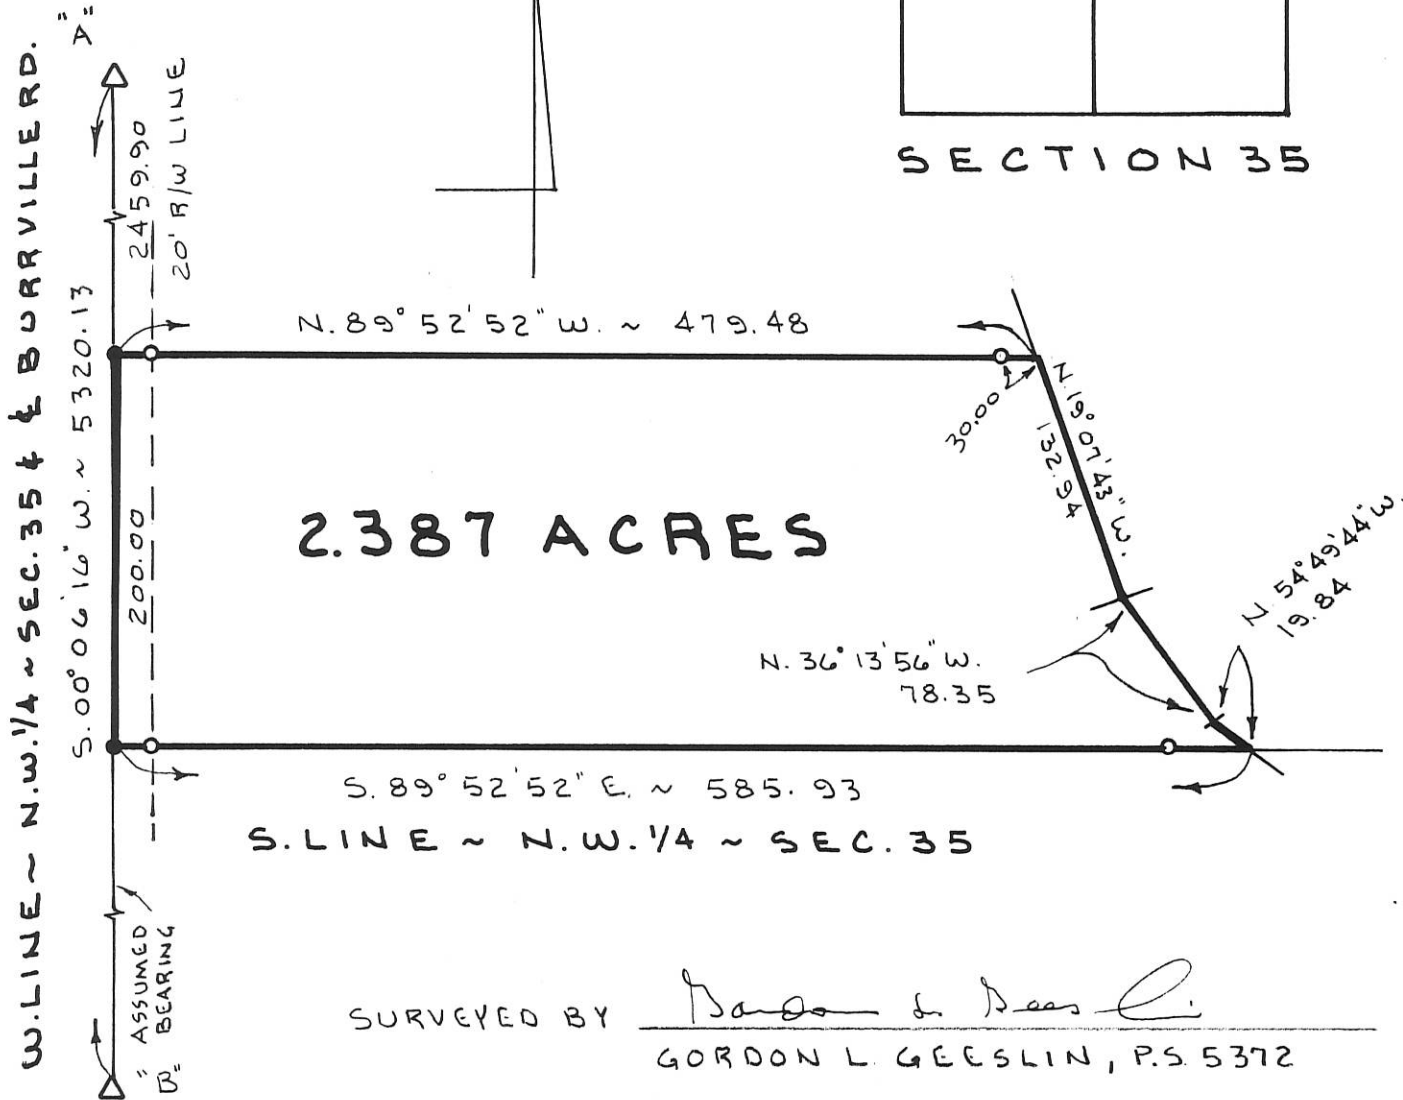 "A"
SECTION 35
W. LINE ~ N.W. 1/4 ~ SEC. 35 & ℄ BURRVILLE RD.
S. 00° 06' 16" W. ~ 5320.13
2459.90
20' R/W LINE
N. 89° 52' 52" W. ~ 479.48
30.00
N. 19° 07' 43" W.
132.94
200.00
2.387 ACRES
N. 54° 49' 44" W.
19.84
N. 36° 13' 56" W.
78.35
S. 89° 52' 52" E. ~ 585.93
S. LINE ~ N.W. 1/4 ~ SEC. 35
ASSUMED
BEARING
"B"
SURVEYED BY
GORDON L. GEESLIN, P.S. 5372